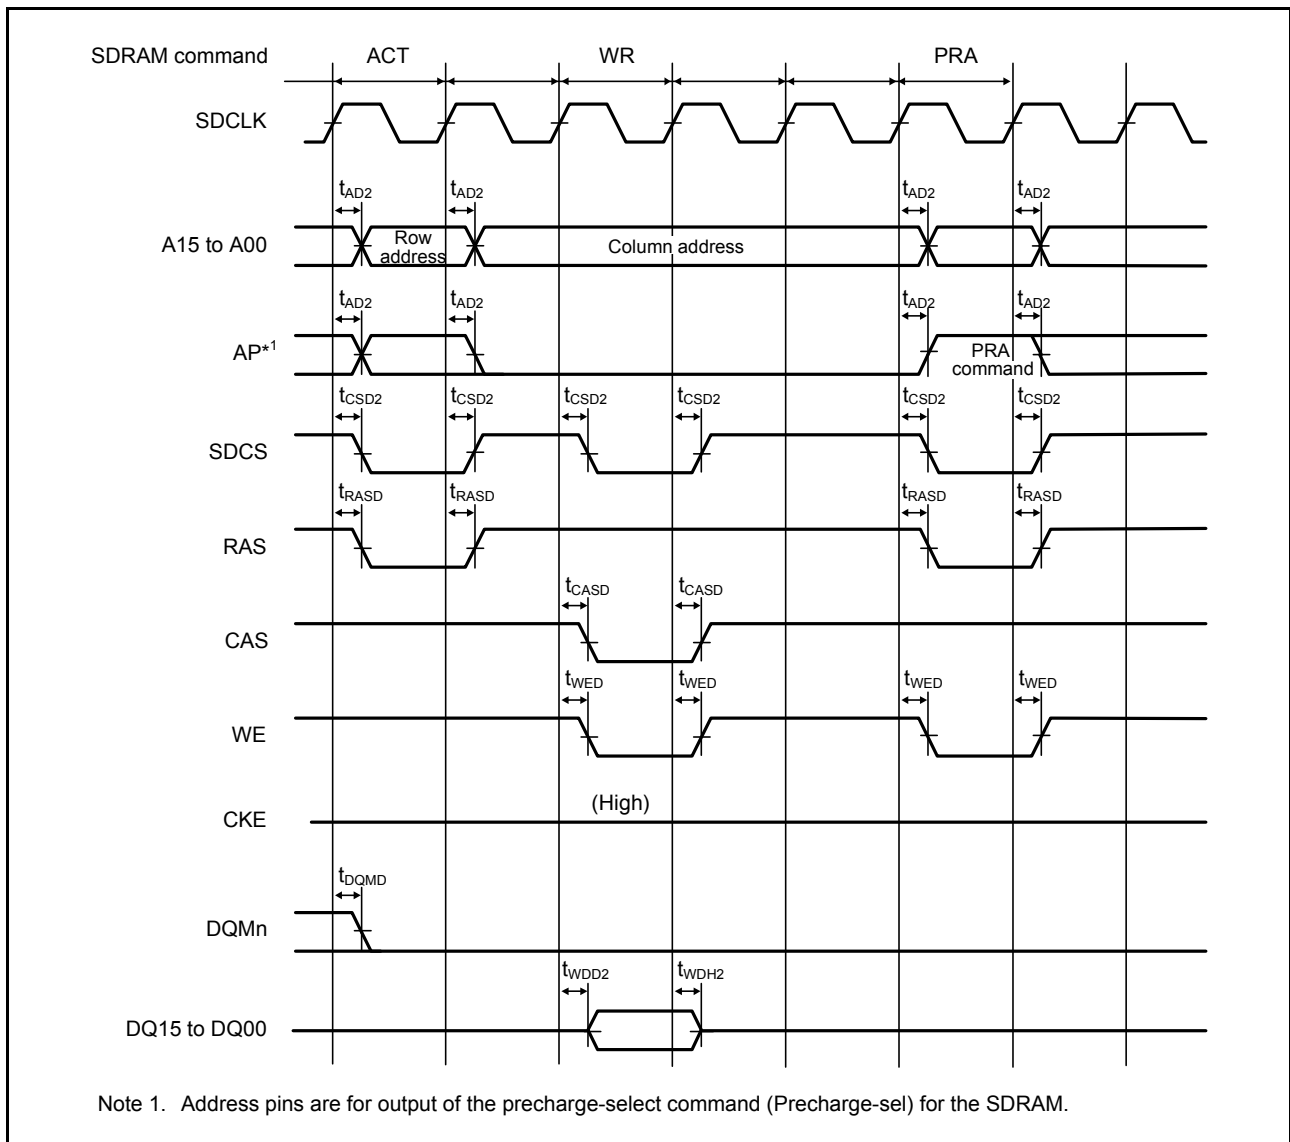 SDRAM command ACT WR PRA
SDCLK
tAD2 tAD2 tAD2 tAD2
A15 to A00 Row address Column address
tAD2 tAD2 tAD2 tAD2
AP*1 PRA command
tCSD2 tCSD2 tCSD2 tCSD2 tCSD2 tCSD2
SDCS
tRASD tRASD tRASD tRASD
RAS
tCASD tCASD
CAS
tWED tWED tWED tWED
WE
(High)
CKE
tDQMD
DQMn
tWDD2 tWDH2
DQ15 to DQ00
Note 1. Address pins are for output of the precharge-select command (Precharge-sel) for the SDRAM.